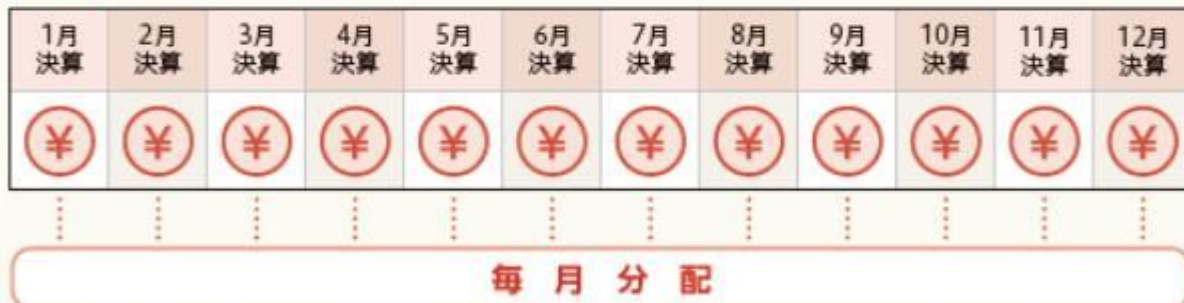 1月 2月 3月 4月 5月 6月 7月 8月 9月 10月 11月 12月
決算 決算 決算 決算 決算 決算 決算 決算 決算 決算 決算 決算
¥ ¥ ¥ ¥ ¥ ¥ ¥ ¥ ¥ ¥ ¥ ¥
毎月分配